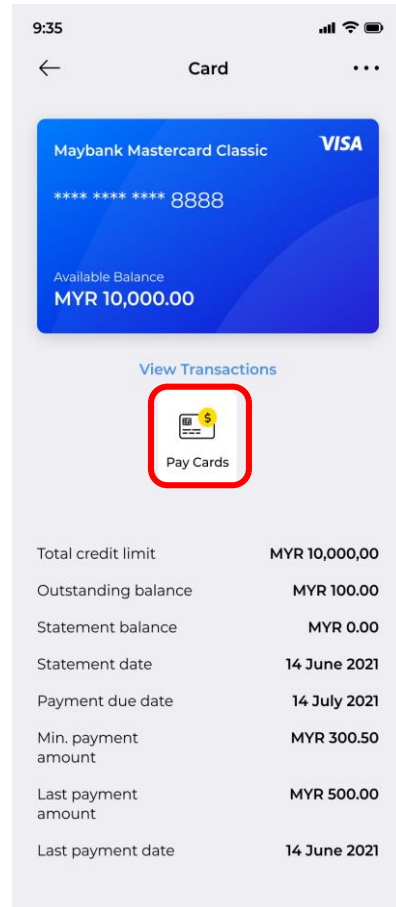 9:35
Card
Maybank Mastercard Classic VISA
**** **** **** 8888
Available Balance
MYR 10,000.00
View Transactions
$
Pay Cards
Total credit limit MYR 10,000,00
Outstanding balance MYR 100.00
Statement balance MYR 0.00
Statement date 14 June 2021
Payment due date 14 July 2021
Min. payment MYR 300.50
amount
Last payment MYR 500.00
amount
Last payment date 14 June 2021